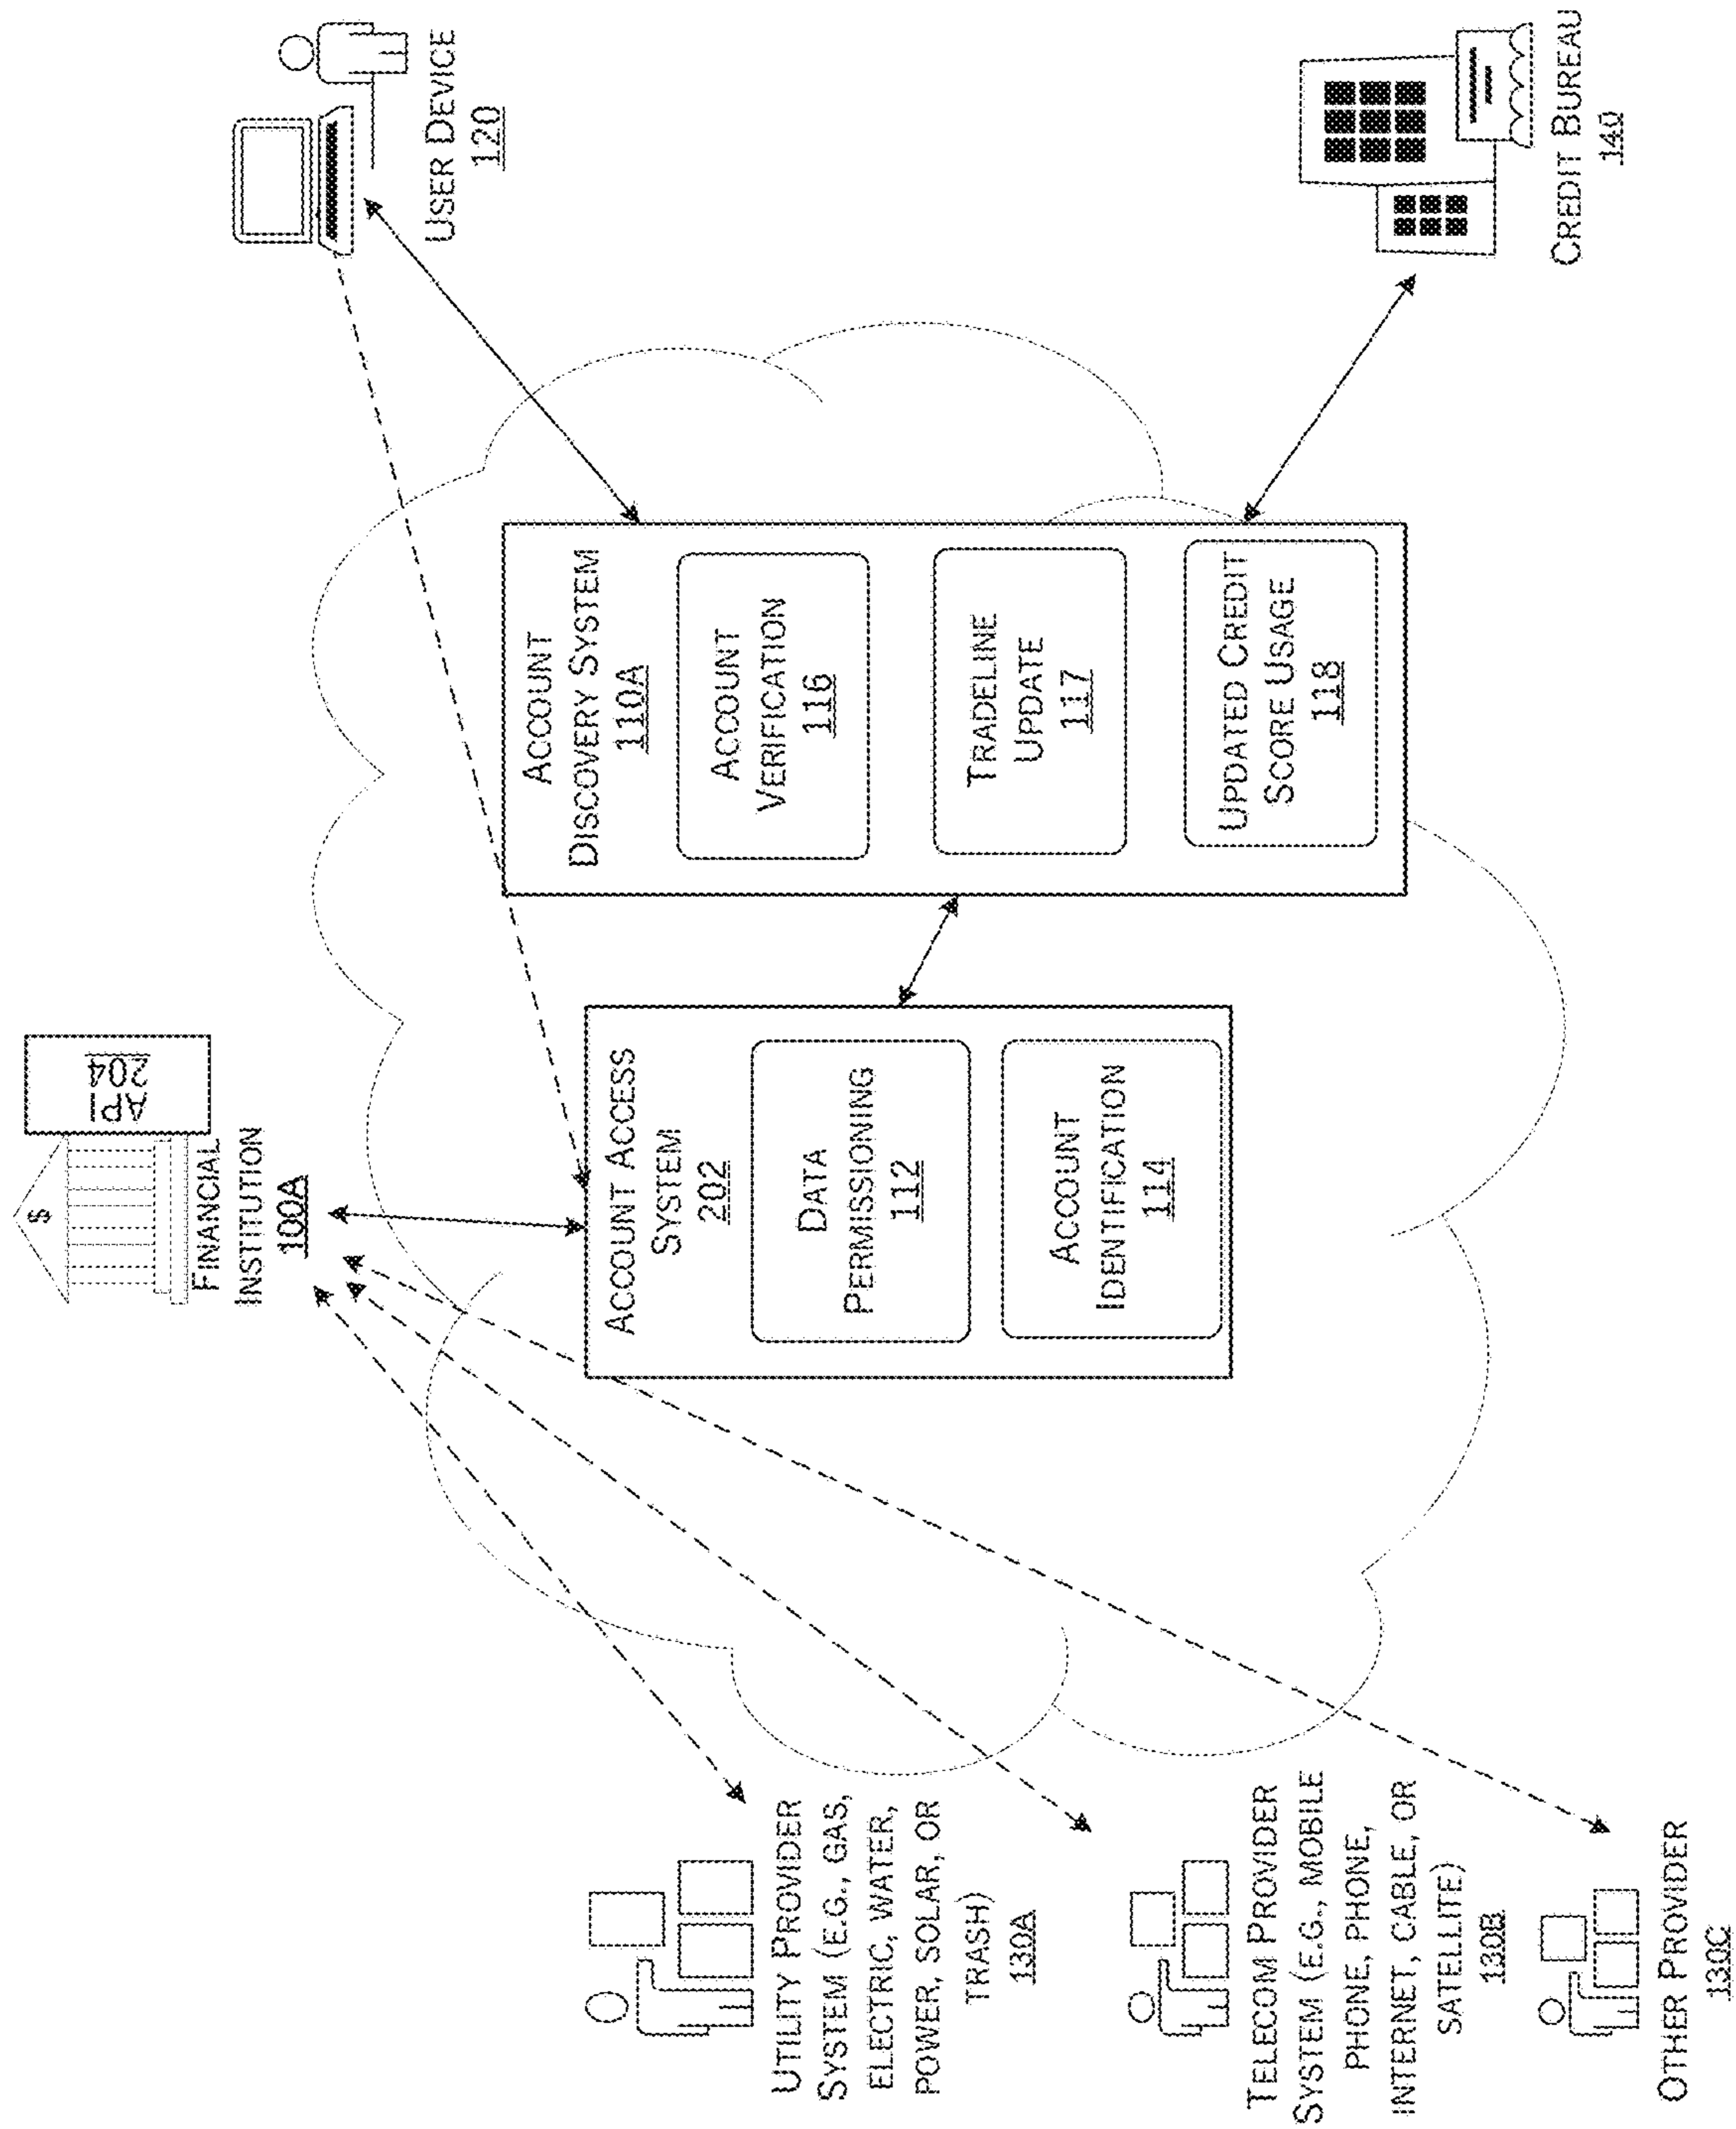 $
API
204
FINANCIAL
INSTITUTION
100A
USER DEVICE
120
ACCOUNT ACCESS
SYSTEM
202
DATA
PERMISSIONING
112
ACCOUNT
IDENTIFICATION
114
ACCOUNT
DISCOVERY SYSTEM
110A
ACCOUNT
VERIFICATION
116
TRADELINE
UPDATE
117
UPDATED CREDIT
SCORE USAGE
118
UTILITY PROVIDER
SYSTEM (E.G., GAS,
ELECTRIC, WATER,
POWER, SOLAR, OR
TRASH)
130A
TELECOM PROVIDER
SYSTEM (E.G., MOBILE
PHONE, PHONE,
INTERNET, CABLE, OR
SATELLITE)
130B
OTHER PROVIDER
130C
CREDIT BUREAU
140